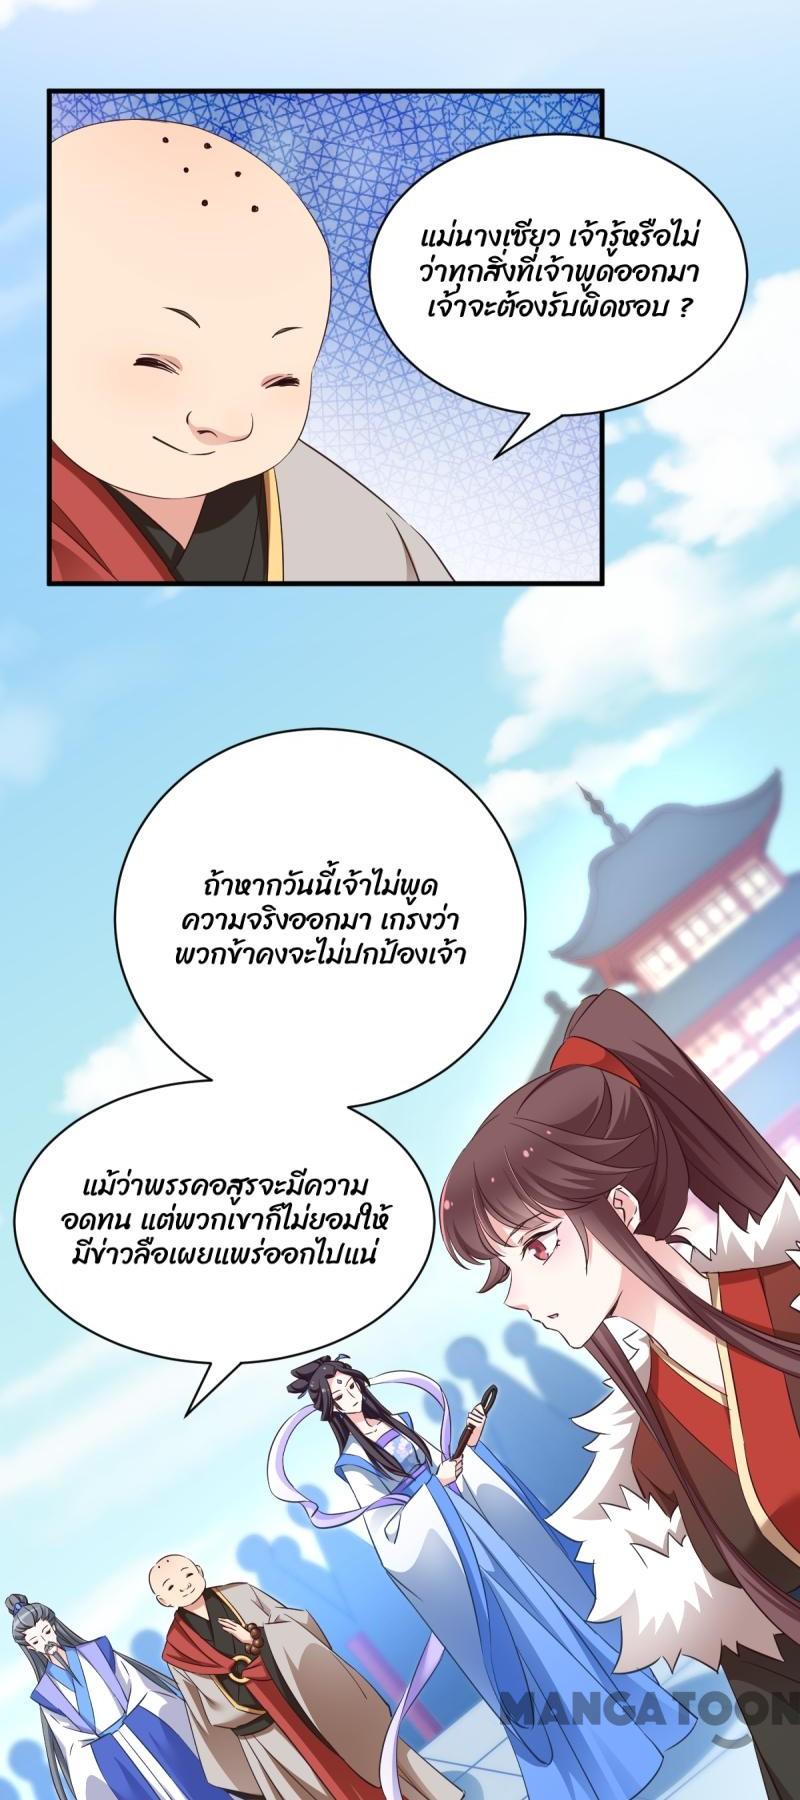 แม่นางเซียว เจ้ารู้หรือไม่
ว่าทุกสิ่งที่เจ้าพูดออกมา
เจ้าจะต้องรับผิดชอบ ?
ถ้าหากวันนี้เจ้าไม่พูด
ความจริงออกมา เกรงว่า
พวกข้าคงจะไม่ปกป้องเจ้า
แม้ว่าพรรคอสูรจะมีความ
อดทน แต่พวกเขาก็ไม่ยอมให้
มีข่าวลือเผยแพร่ออกไปแน่
MANGATOON